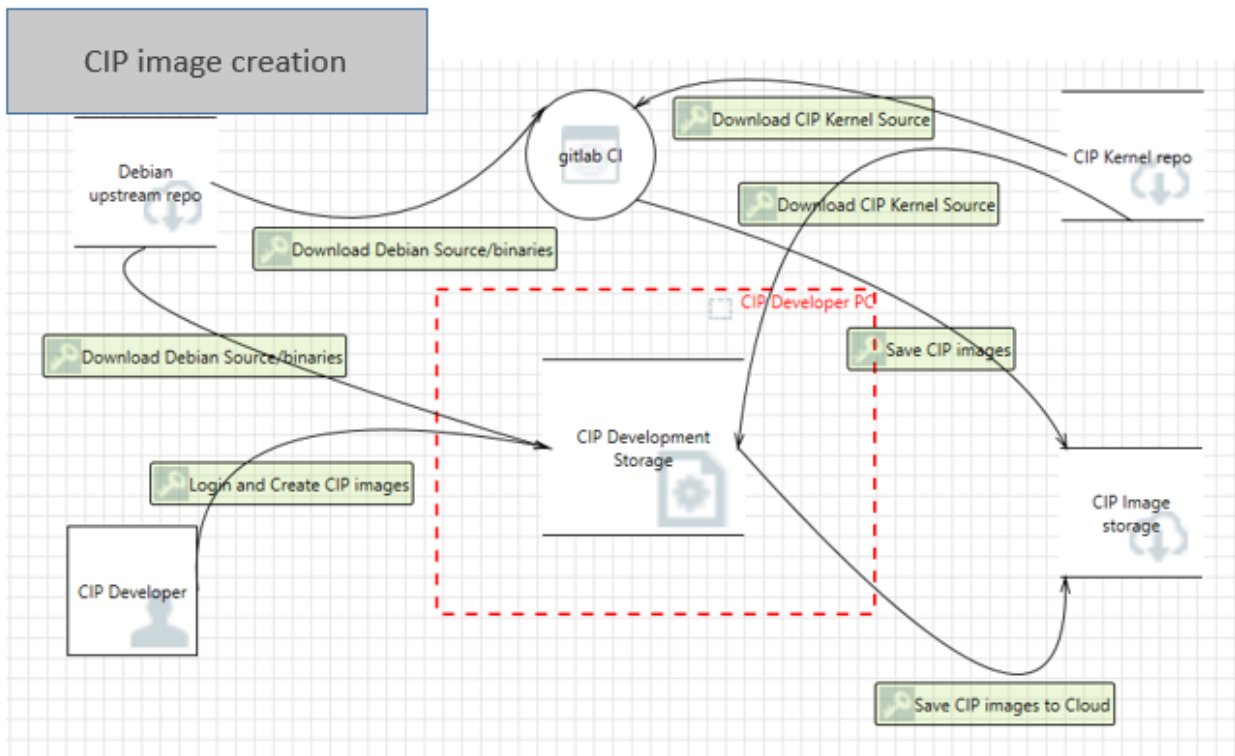 CIP image creation
Download CIP Kernel Source
gitlab CI
CIP Kernel repo
Debian
upstream repo
Download CIP Kernel Source
Download Debian Source/binaries
CIP Developer PC
Download Debian Source/binaries
Save CIP images
CIP Development
Storage
Login and Create CIP images
CIP Image
storage
CIP Developer
Save CIP images to Cloud